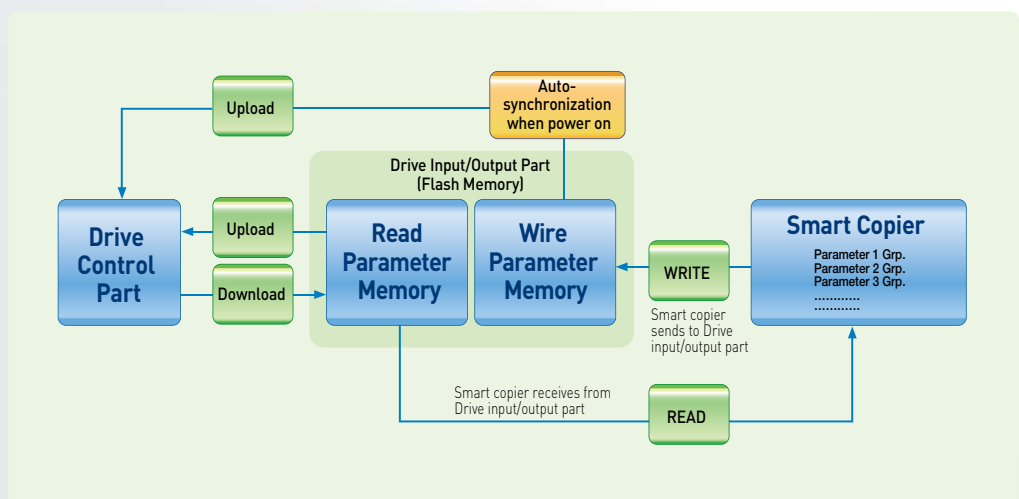 Upload
Auto-
synchronization
when power on
Drive Input/Output Part
(Flash Memory)
Drive
Control
Part
Upload
Download
Read
Parameter
Memory
Wire
Parameter
Memory
WRITE
Smart copier
sends to Drive
input/output part
Smart Copier
Parameter 1 Grp.
Parameter 2 Grp.
Parameter 3 Grp.
............
............
Smart copier receives from
Drive input/output part
READ